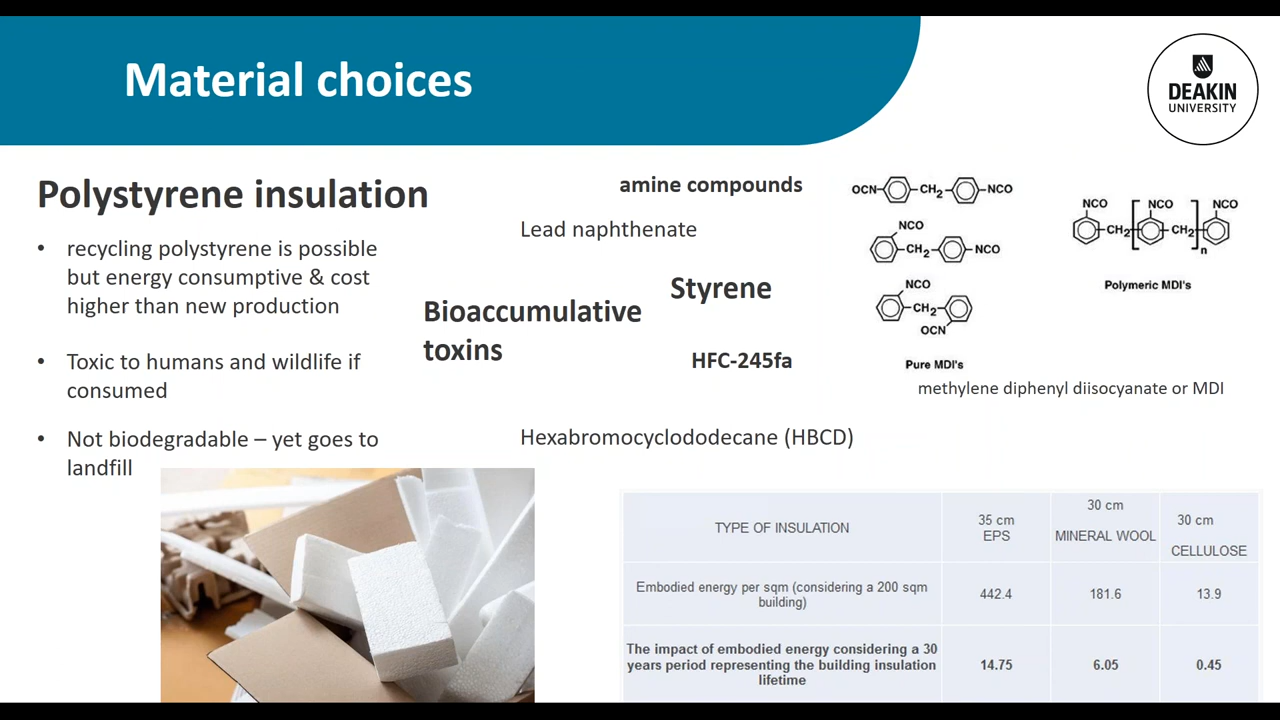 Material choices
DEAKIN
UNIVERSITY
Polystyrene insulation
• recycling polystyrene is possible
but energy consumptive & cost
higher than new production
• Toxic to humans and wildlife if
consumed
• Not biodegradable – yet goes to
landfill
amine compounds
Lead naphthenate
Styrene
Bioaccumulative
toxins
HFC-245fa
Hexabromocyclododecane (HBCD)
OCN CH2 NCO
NCO
CH2 NCO
NCO
CH2
OCN
Pure MDI's
NCO NCO NCO
CH2 CH2
n
Polymeric MDI's
methylene diphenyl diisocyanate or MDI
TYPE OF INSULATION
35 cm
EPS
30 cm
MINERAL WOOL
30 cm
CELLULOSE
Embodied energy per sqm (considering a 200 sqm
building)
442.4
181.6
13.9
The impact of embodied energy considering a 30
years period representing the building insulation
lifetime
14.75
6.05
0.45